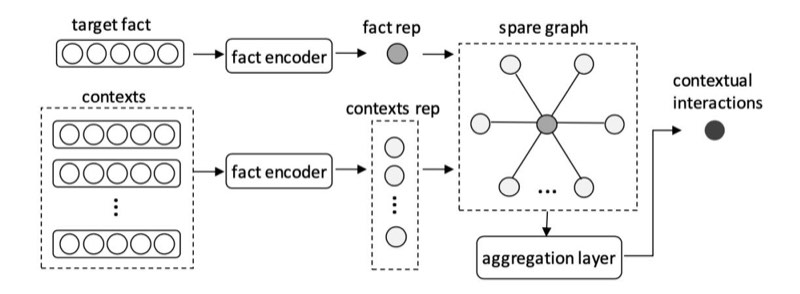 target fact
fact encoder
fact rep
spare graph
contextual
interactions
contexts
fact encoder
contexts rep
aggregation layer